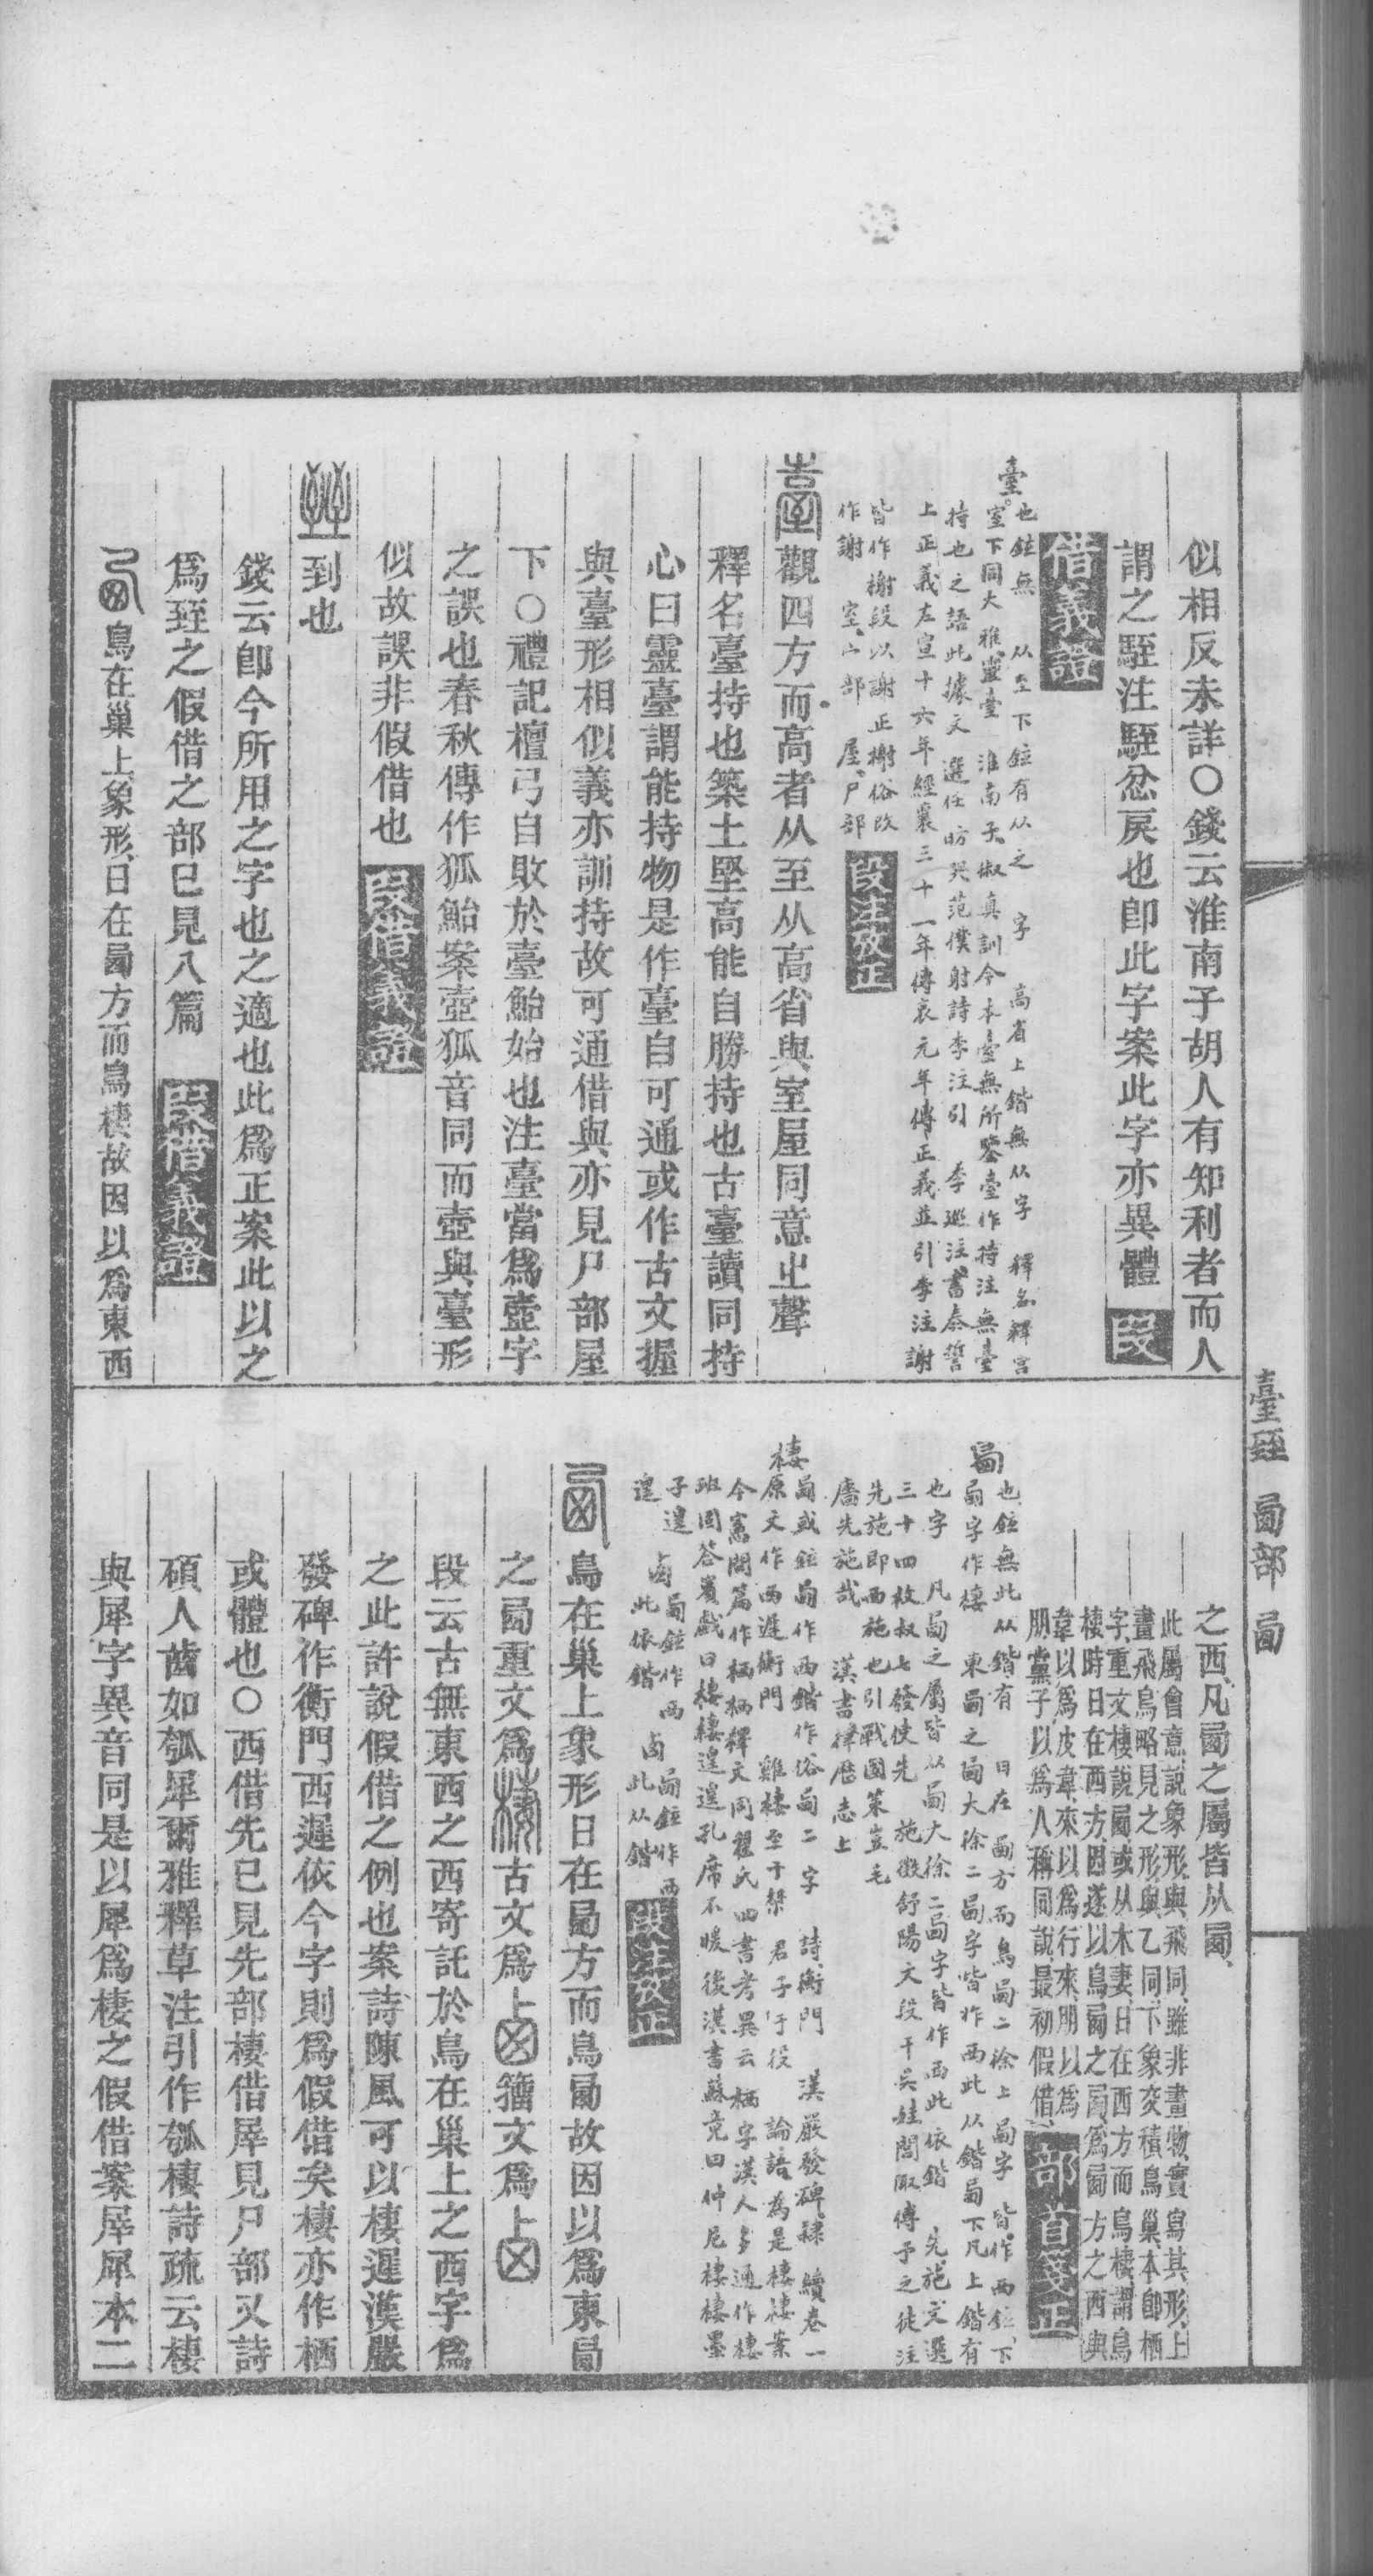 似相反未詳○錢云淮南子胡人有知利者而人
謂之駤注駤忿戾也卽此字案此字亦異體 段
借義證
臺 也鉉無 从至下鉉有从之 字 高省上鍇無从字 釋名釋宮
室下同大雅靈臺 淮南子俶真訓今本臺無所鑒臺作持注無臺
持也之語此據文 選任昉哭范僕射詩李注引 李巡注書泰誓
上正義左宣十六年經襄三十一年傳哀元年傳正義並引李注謝
皆作榭段以謝正榭俗改
作謝 室宀部 屋尸部 段注攷正
臺觀四方而高者从至从高省與室屋同意㞢聲
釋名臺持也築土堅高能自勝持也古臺讀同持
心曰靈臺謂能持物是作臺自可通或作古文握
與臺形相似義亦訓持故可通借與亦見尸部屋
下○禮記檀弓自敗於臺鮐始也注臺當爲壺字
之誤也春秋傳作狐鮐案壺狐音同而壺與臺形
似故誤非假借也 段借義證
臸到也
錢云卽今所用之字也之適也此爲正案此以之
爲臸之假借之部已見八篇 段借義證
鳥在巢上象形日在㢴方而鳥棲故因以爲東西
臺臸 㢴部 㢴
之西凡㢴之屬皆从㢴
此屬會意說象形與飛同雖非畫物實寫其形上
畫飛鳥略見之形與乙同下象交積鳥巢本卽栖
字重文棲說㢴或从木妻日在西方而鳥棲謂鳥
棲時日在西方因遂以鳥㢴之㢴爲㢴方之西與
韋以爲皮韋來以爲行來朋以爲
朋黨子以爲人稱同說最初假借 部首箋正
㢴 也鉉無此从鍇有 日在㢴方而鳥㢴二徐上㢴字皆作西鉉下
㢴字作棲 東㢴之㢴大徐二㢴字皆作西此从鍇㢴下凡上鍇有
也字 凡㢴之屬皆从㢴大徐二㢴字皆作西此依鍇 先施文選
三十四枚叔七發使先 施徵舒陽文段干吳娃閭娵傅予之徒注
先施卽西施也引戰國策豈毛
廧先施哉 漢書律歷志上
棲 㢴或鉉㢴作西鍇作俗㢴二字 詩衡門 漢嚴發碑隸 續卷一
原文作西遲衡門 雞棲至于桀 君子于役 論語爲是棲棲案
今憲問篇作栖栖釋文同翟氏四書考異云 栖字漢人多通作棲
班固荅賓戲曰棲棲遑遑孔席不暖後漢書蘇竟曰仲尼棲棲墨
子遑 㢴鉉作西 㢴鉉作西
遑 卥此依鍇 卥此从鍇 段注攷正
㢴鳥在巢上象形日在㢴方而鳥㢴故因以爲東㢴
之㢴重文爲棲古文爲上卥籒文爲上卥
段云古無東西之西寄託於鳥在巢上之西字爲
之此許說假借之例也案詩陳風可以棲遲漢嚴
發碑作衡門西遲依今字則爲假借矣棲亦作栖
或體也○西借先已見先部棲借犀見尸部又詩
碩人齒如瓠犀爾雅釋草注引作瓠棲詩疏云棲
與犀字異音同是以犀爲棲之假借案犀犀本二